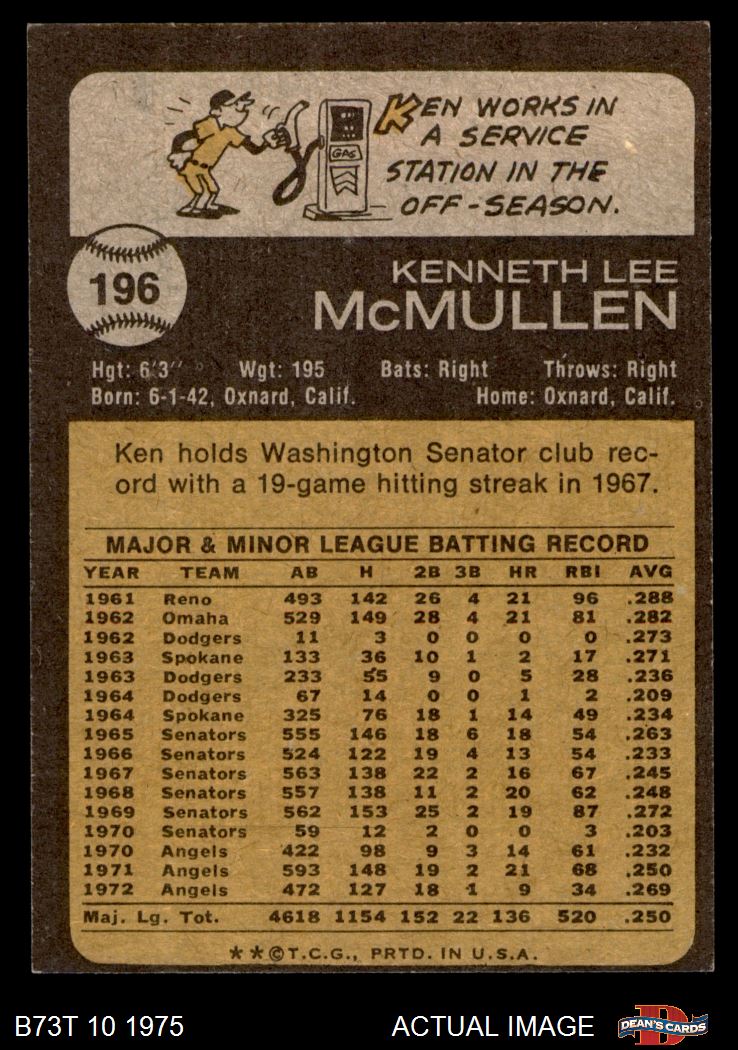 KEN WORKS IN
A SERVICE
STATION IN THE
OFF-SEASON.
GAS
196
KENNETH LEE
McMULLEN
Hgt: 6'3" Wgt: 195 Bats: Right Throws: Right
Born: 6-1-42, Oxnard, Calif. Home: Oxnard, Calif.
Ken holds Washington Senator club rec-
ord with a 19-game hitting streak in 1967.
MAJOR & MINOR LEAGUE BATTING RECORD
YEAR TEAM AB H 2B 3B HR RBI AVG
1961 Reno 493 142 26 4 21 96 .288
1962 Omaha 529 149 28 4 21 81 .282
1962 Dodgers 11 3 0 0 0 0 .273
1963 Spokane 133 36 10 1 2 17 .271
1963 Dodgers 233 55 9 0 5 28 .236
1964 Dodgers 67 14 0 0 1 2 .209
1964 Spokane 325 76 18 1 14 49 .234
1965 Senators 555 146 18 6 18 54 .263
1966 Senators 524 122 19 4 13 54 .233
1967 Senators 563 138 22 2 16 67 .245
1968 Senators 557 138 11 2 20 62 .248
1969 Senators 562 153 25 2 19 87 .272
1970 Senators 59 12 2 0 0 3 .203
1970 Angels 422 98 9 3 14 61 .232
1971 Angels 593 148 19 2 21 68 .250
1972 Angels 472 127 18 1 9 34 .269
Maj. Lg. Tot. 4618 1154 152 22 136 520 .250
**©T.C.G., PRTD. IN U.S.A.
B73T 10 1975 ACTUAL IMAGE
D
DEAN'S CARDS